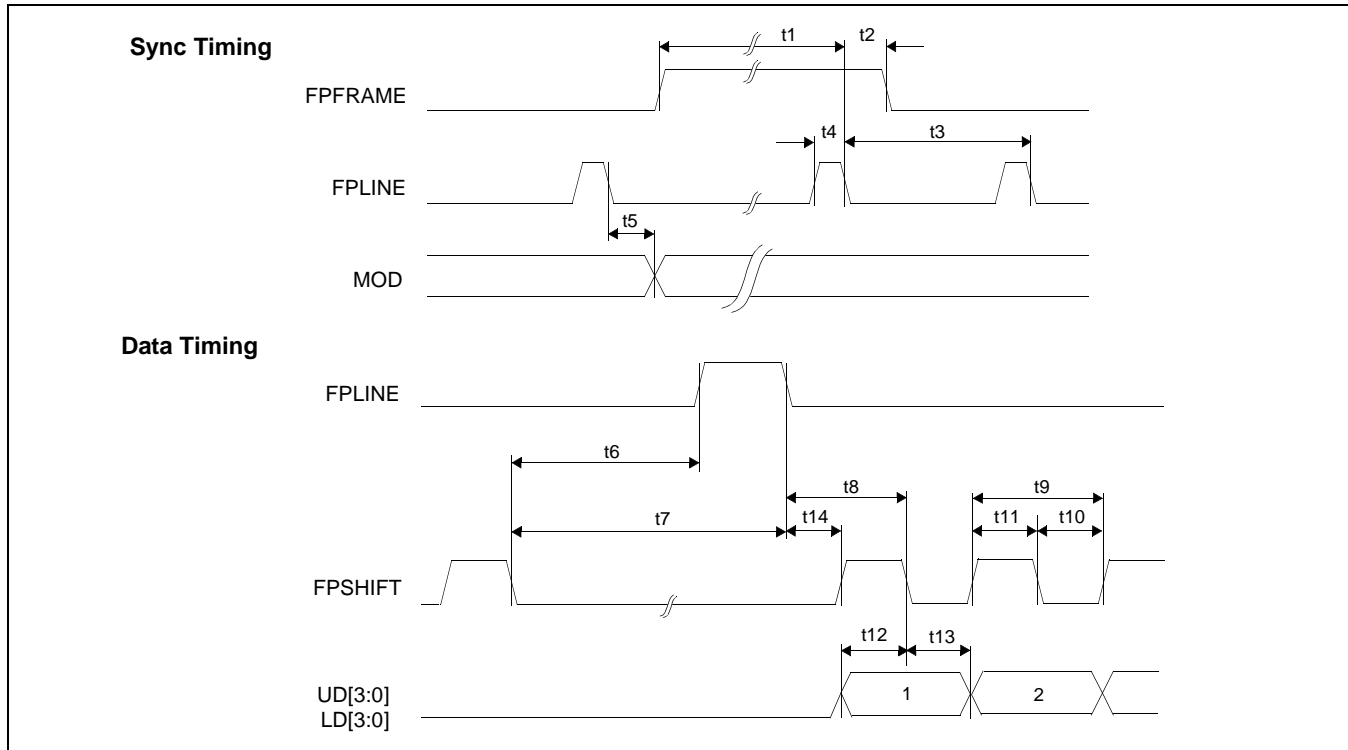 Sync Timing
t1
t2
FPFRAME
t4
t3
FPLINE
t5
MOD
Data Timing
FPLINE
t6
t8
t9
t7
t14
t11
t10
FPSHIFT
t12
t13
UD[3:0]
1
2
LD[3:0]